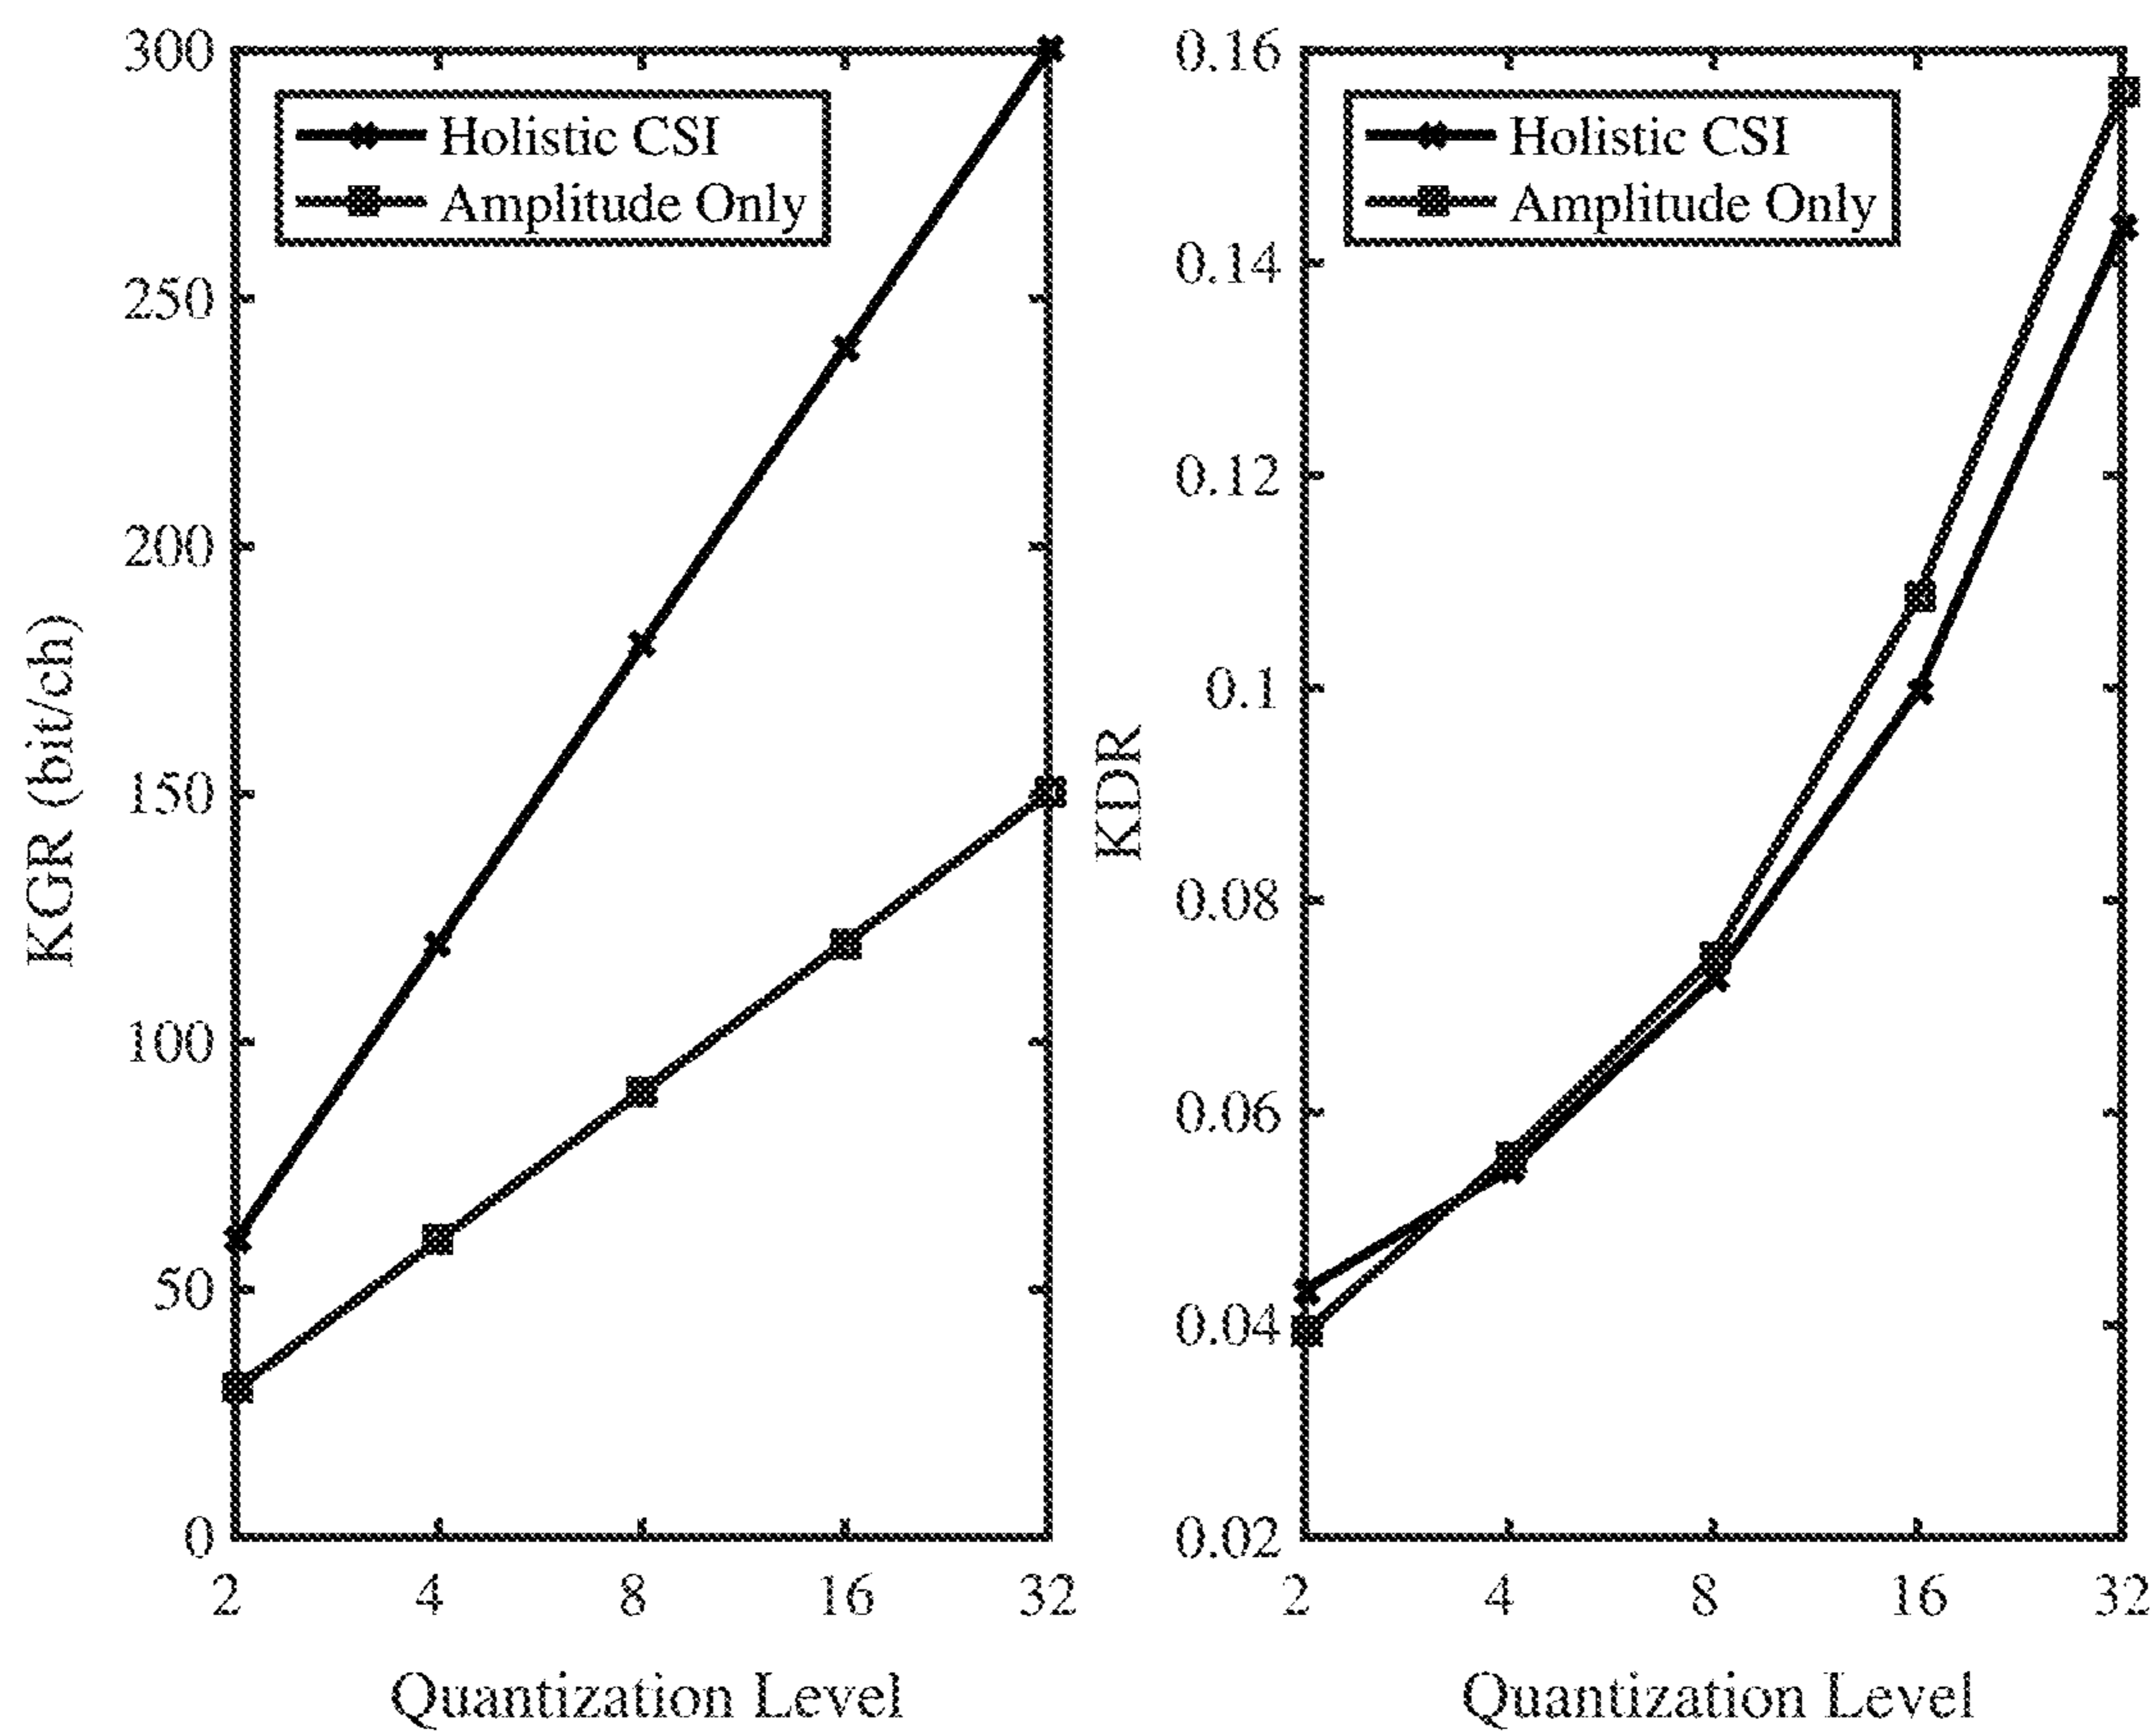 300
250
200
150
100
50
0
KGR (bit/ch)
Holistic CSI
Amplitude Only
2 4 8 16 32
Quantization Level
0.16
0.14
0.12
0.1
0.08
0.06
0.04
0.02
KDR
Holistic CSI
Amplitude Only
2 4 8 16 32
Quantization Level